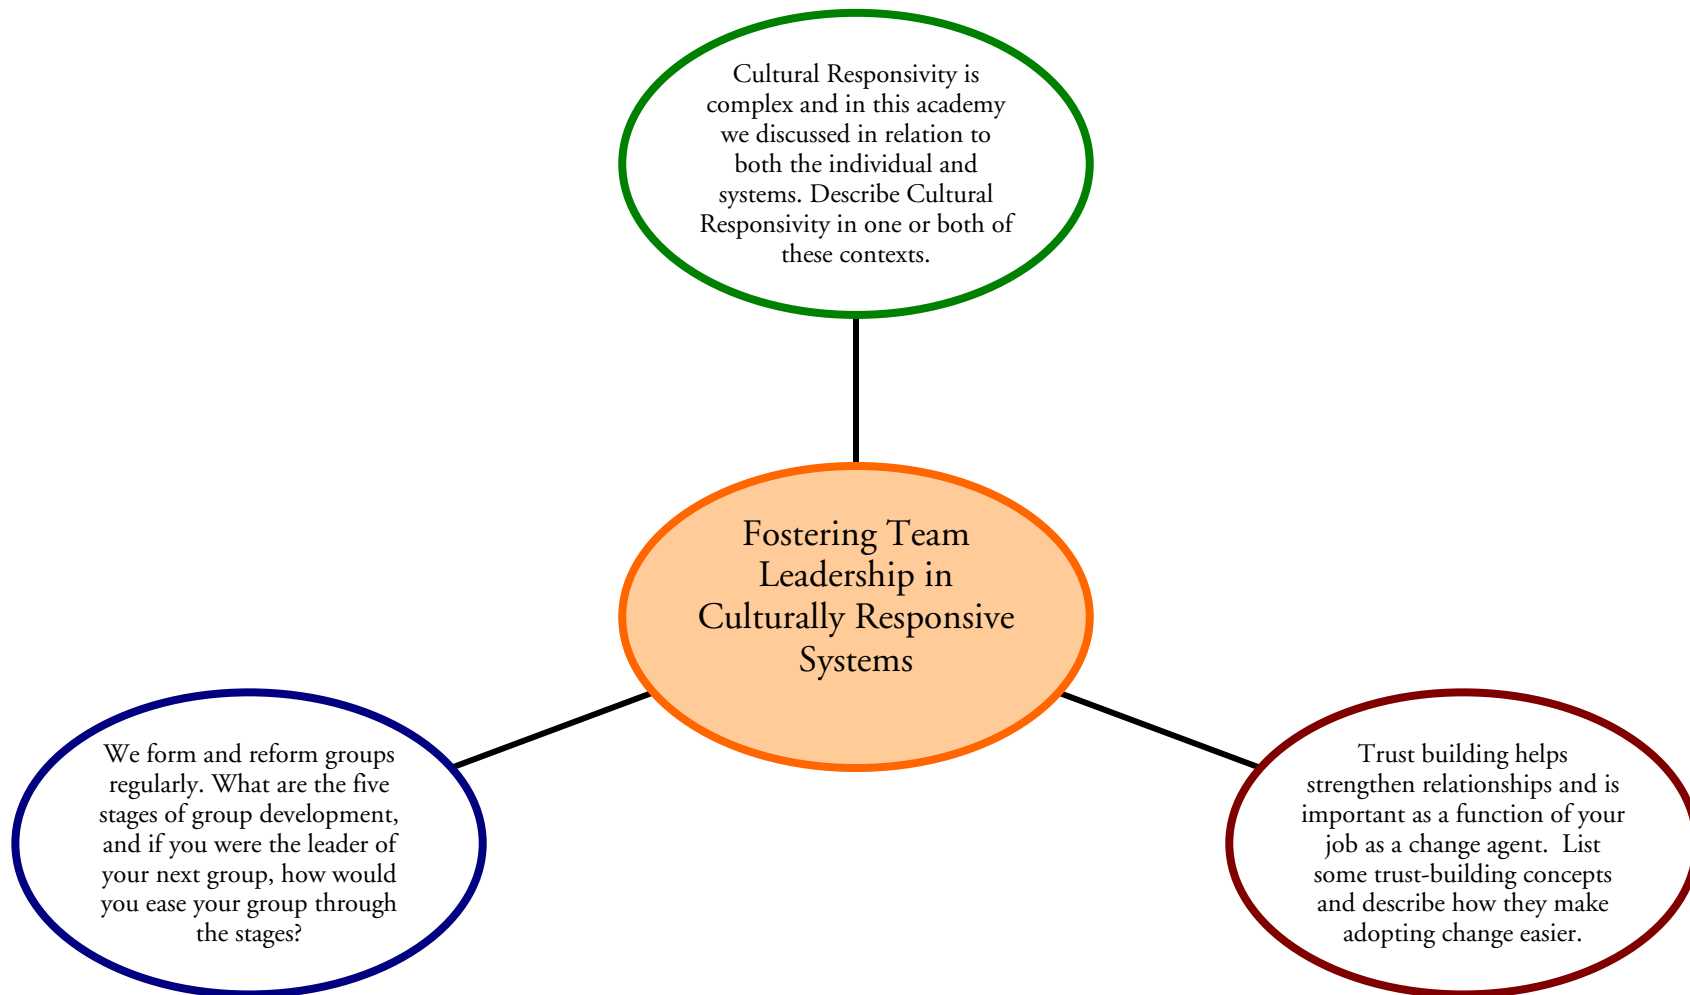 Cultural Responsivity is
complex and in this academy
we discussed in relation to
both the individual and
systems. Describe Cultural
Responsivity in one or both of
these contexts.
Fostering Team
Leadership in
Culturally Responsive
Systems
We form and reform groups
regularly. What are the five
stages of group development,
and if you were the leader of
your next group, how would
you ease your group through
the stages?
Trust building helps
strengthen relationships and is
important as a function of your
job as a change agent.  List
some trust-building concepts
and describe how they make
adopting change easier.